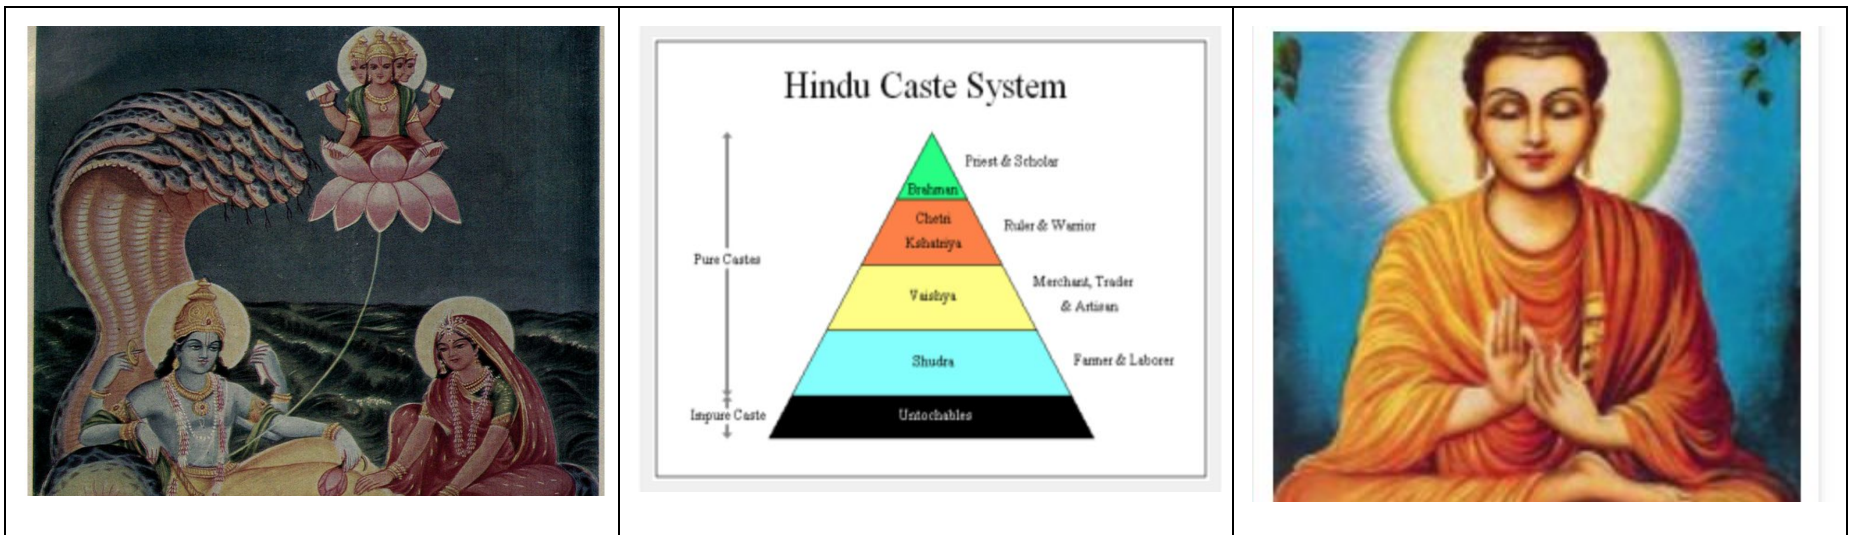 Hindu Caste System
Priest & Scholar
Brahman
Chetri
Kshatriya
Ruler & Warrior
Pure Castes
Vaishya
Merchant, Trader
& Artisan
Shudra
Farmer & Laborer
Impure Caste
Untochables